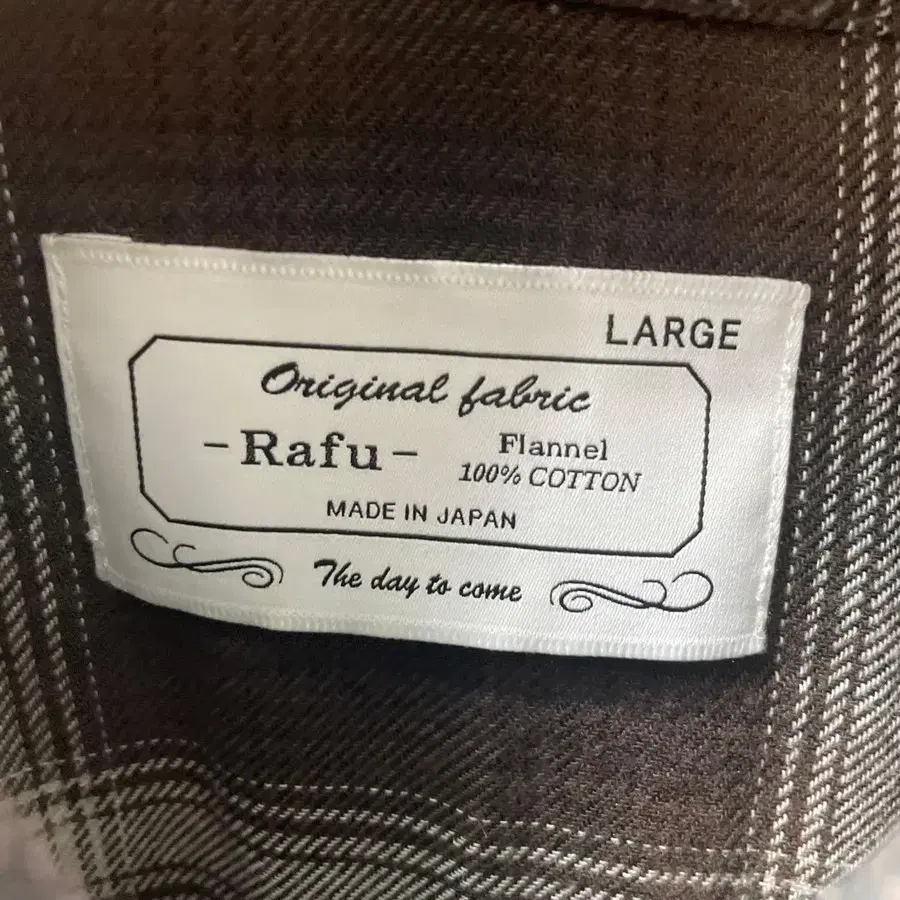 LARGE
Original fabric
-Rafu-
Flannel
100% COTTON
MADE IN JAPAN
The day to come